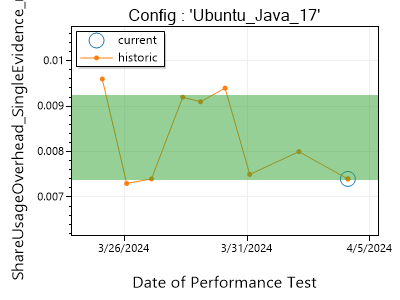 Config : 'Ubuntu_Java_17'
current
historic
ShareUsageOverhead_SingleEvidence_
0.01
0.009
0.008
0.007
3/26/2024
3/31/2024
4/5/2024
Date of Performance Test